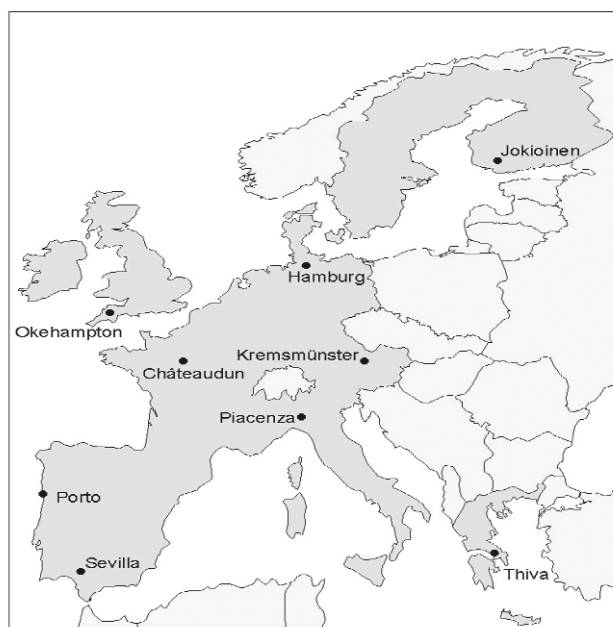 Jokioinen
Hamburg
Okehampton
Châteaudun
Kremsmünster
Piacenza
Porto
Sevilla
Thiva